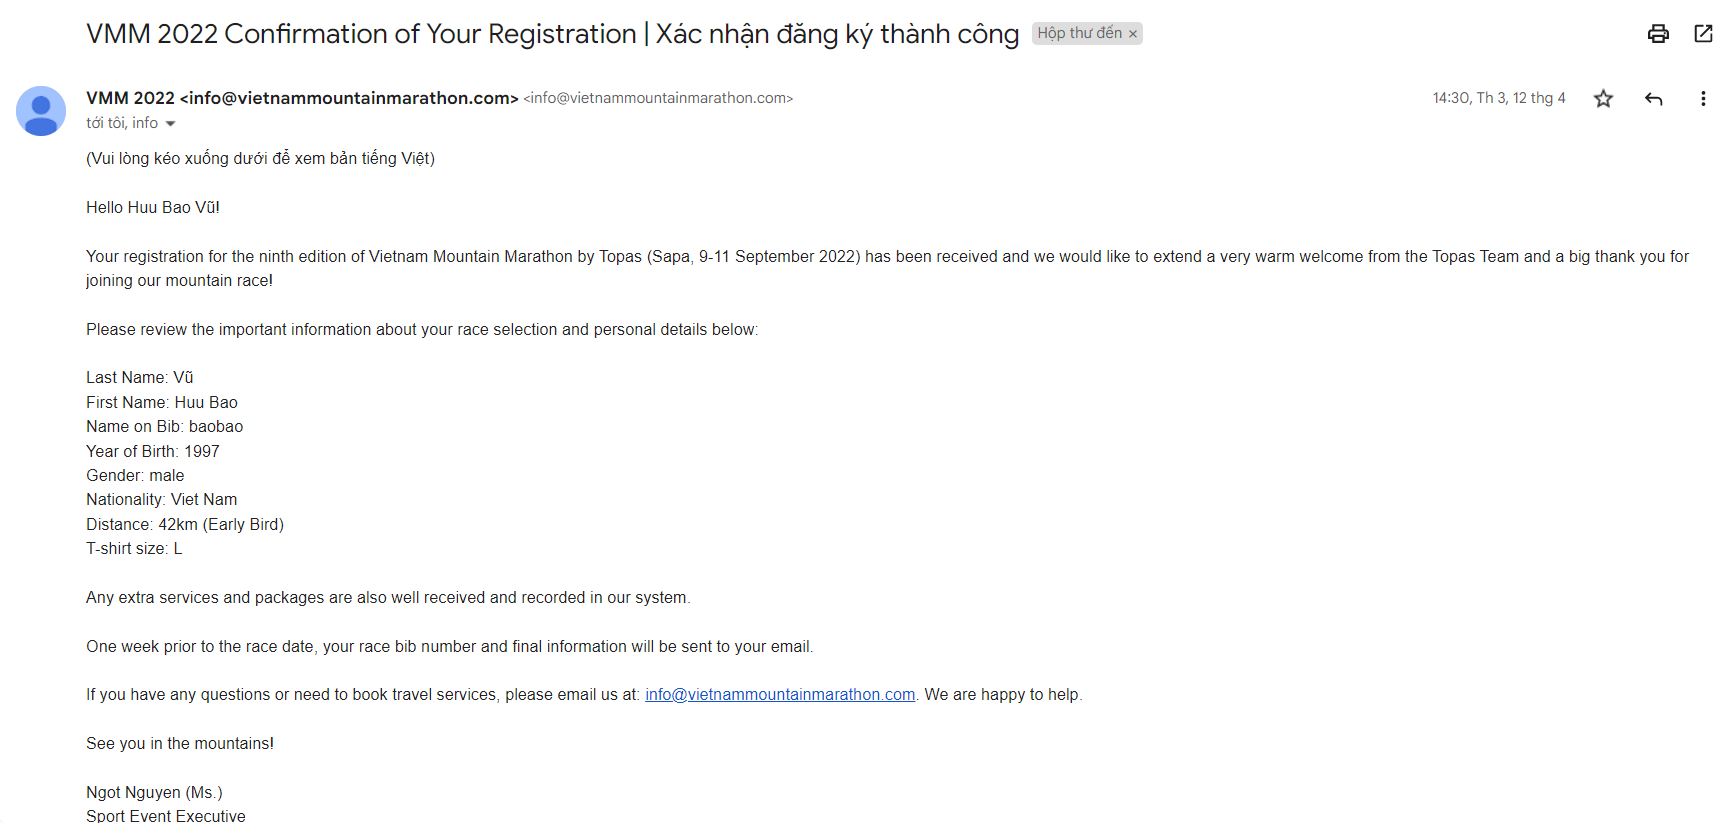 VMM 2022 Confirmation of Your Registration | Xác nhận đăng ký thành công Hộp thư đến ×
VMM 2022 <info@vietnammountainmarathon.com> <info@vietnammountainmarathon.com> 14:30, Th 3, 12 thg 4
tới tôi, info
(Vui lòng kéo xuống dưới để xem bản tiếng Việt)
Hello Huu Bao Vũ!
Your registration for the ninth edition of Vietnam Mountain Marathon by Topas (Sapa, 9-11 September 2022) has been received and we would like to extend a very warm welcome from the Topas Team and a big thank you for
joining our mountain race!
Please review the important information about your race selection and personal details below:
Last Name: Vũ
First Name: Huu Bao
Name on Bib: baobao
Year of Birth: 1997
Gender: male
Nationality: Viet Nam
Distance: 42km (Early Bird)
T-shirt size: L
Any extra services and packages are also well received and recorded in our system.
One week prior to the race date, your race bib number and final information will be sent to your email.
If you have any questions or need to book travel services, please email us at: info@vietnammountainmarathon.com. We are happy to help.
See you in the mountains!
Ngot Nguyen (Ms.)
Sport Event Executive